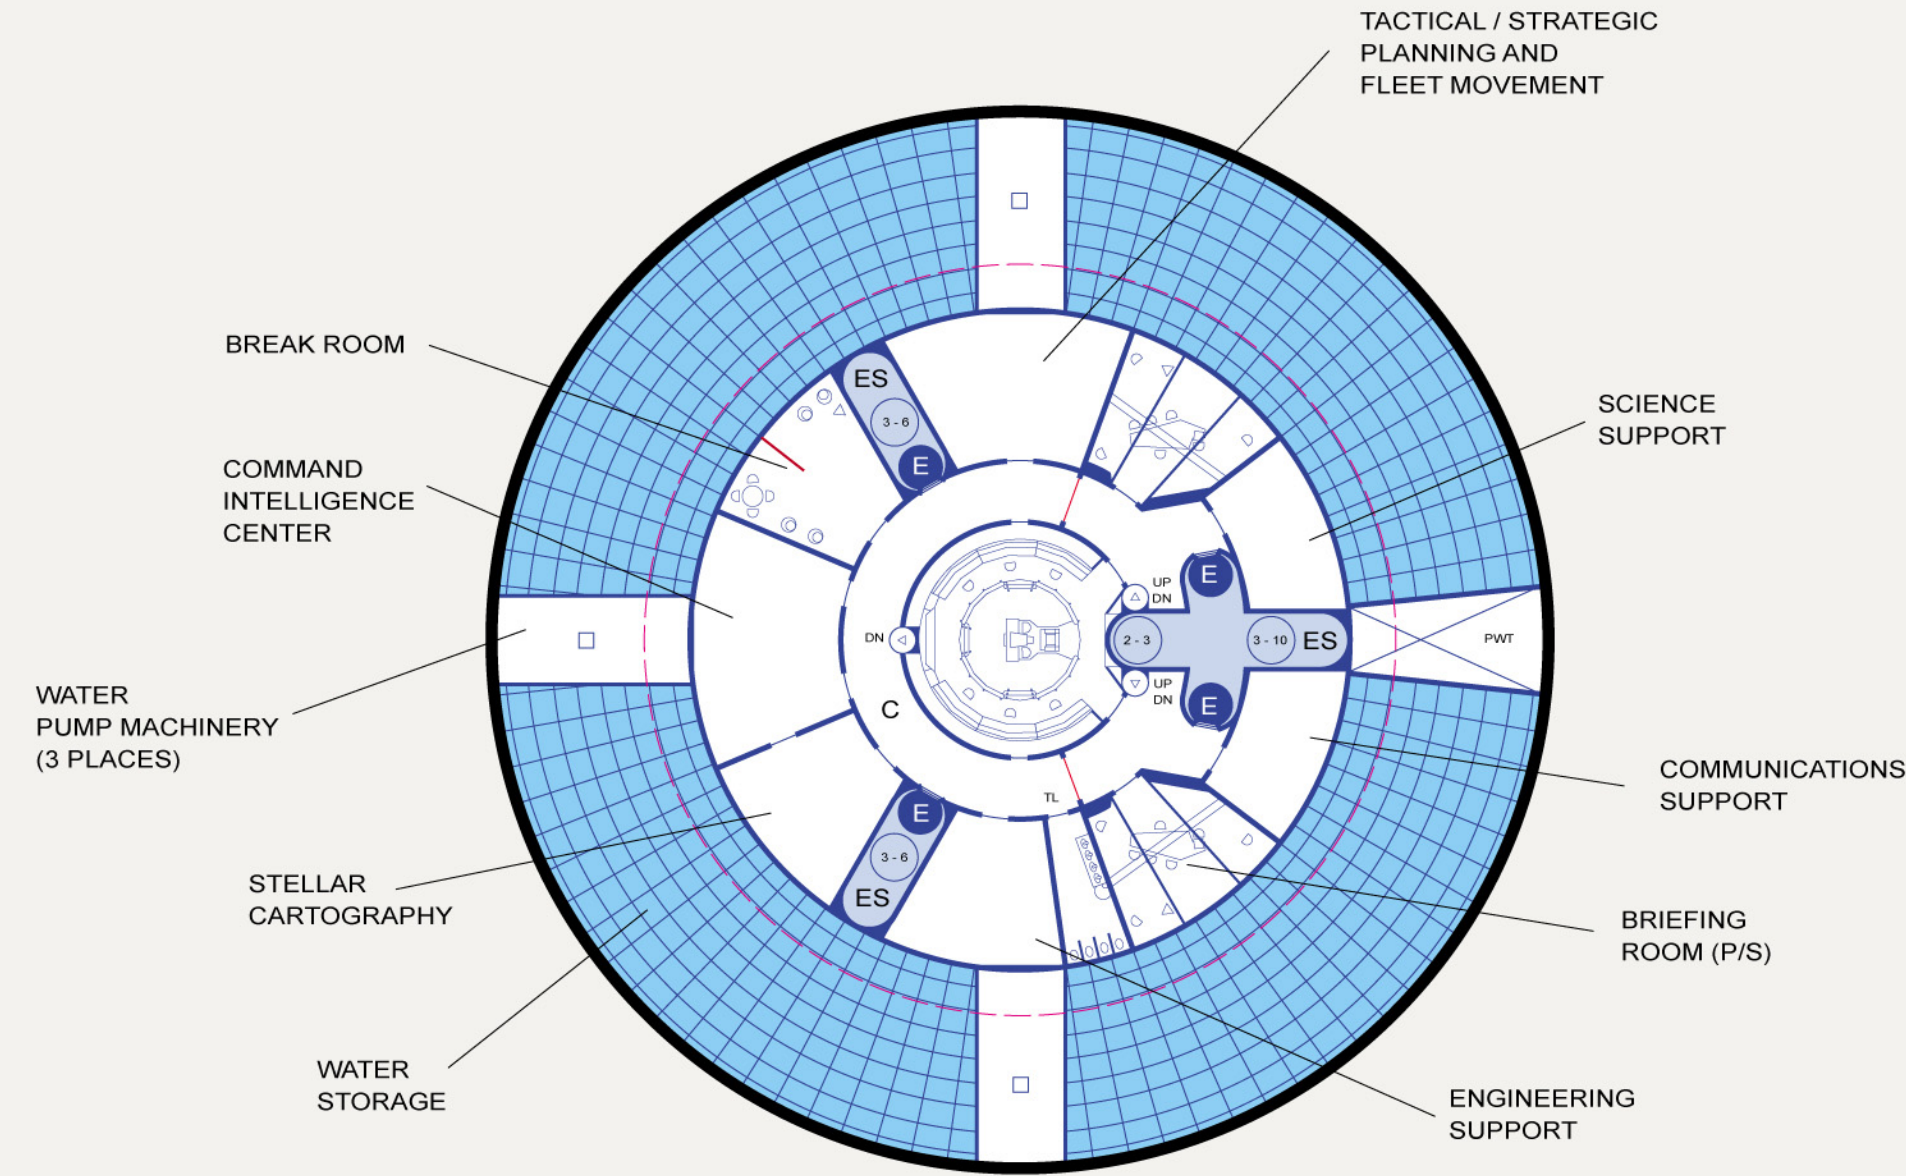 TACTICAL / STRATEGIC
PLANNING AND
FLEET MOVEMENT
BREAK ROOM
COMMAND
INTELLIGENCE
CENTER
WATER
PUMP MACHINERY
(3 PLACES)
STELLAR
CARTOGRAPHY
WATER
STORAGE
SCIENCE
SUPPORT
COMMUNICATIONS
SUPPORT
BRIEFING
ROOM (P/S)
ENGINEERING
SUPPORT
ES
3 - 6
E
E
UP
DN
DN
2 - 3
3 - 10
ES
PWT
UP
DN
E
C
TL
E
3 - 6
ES